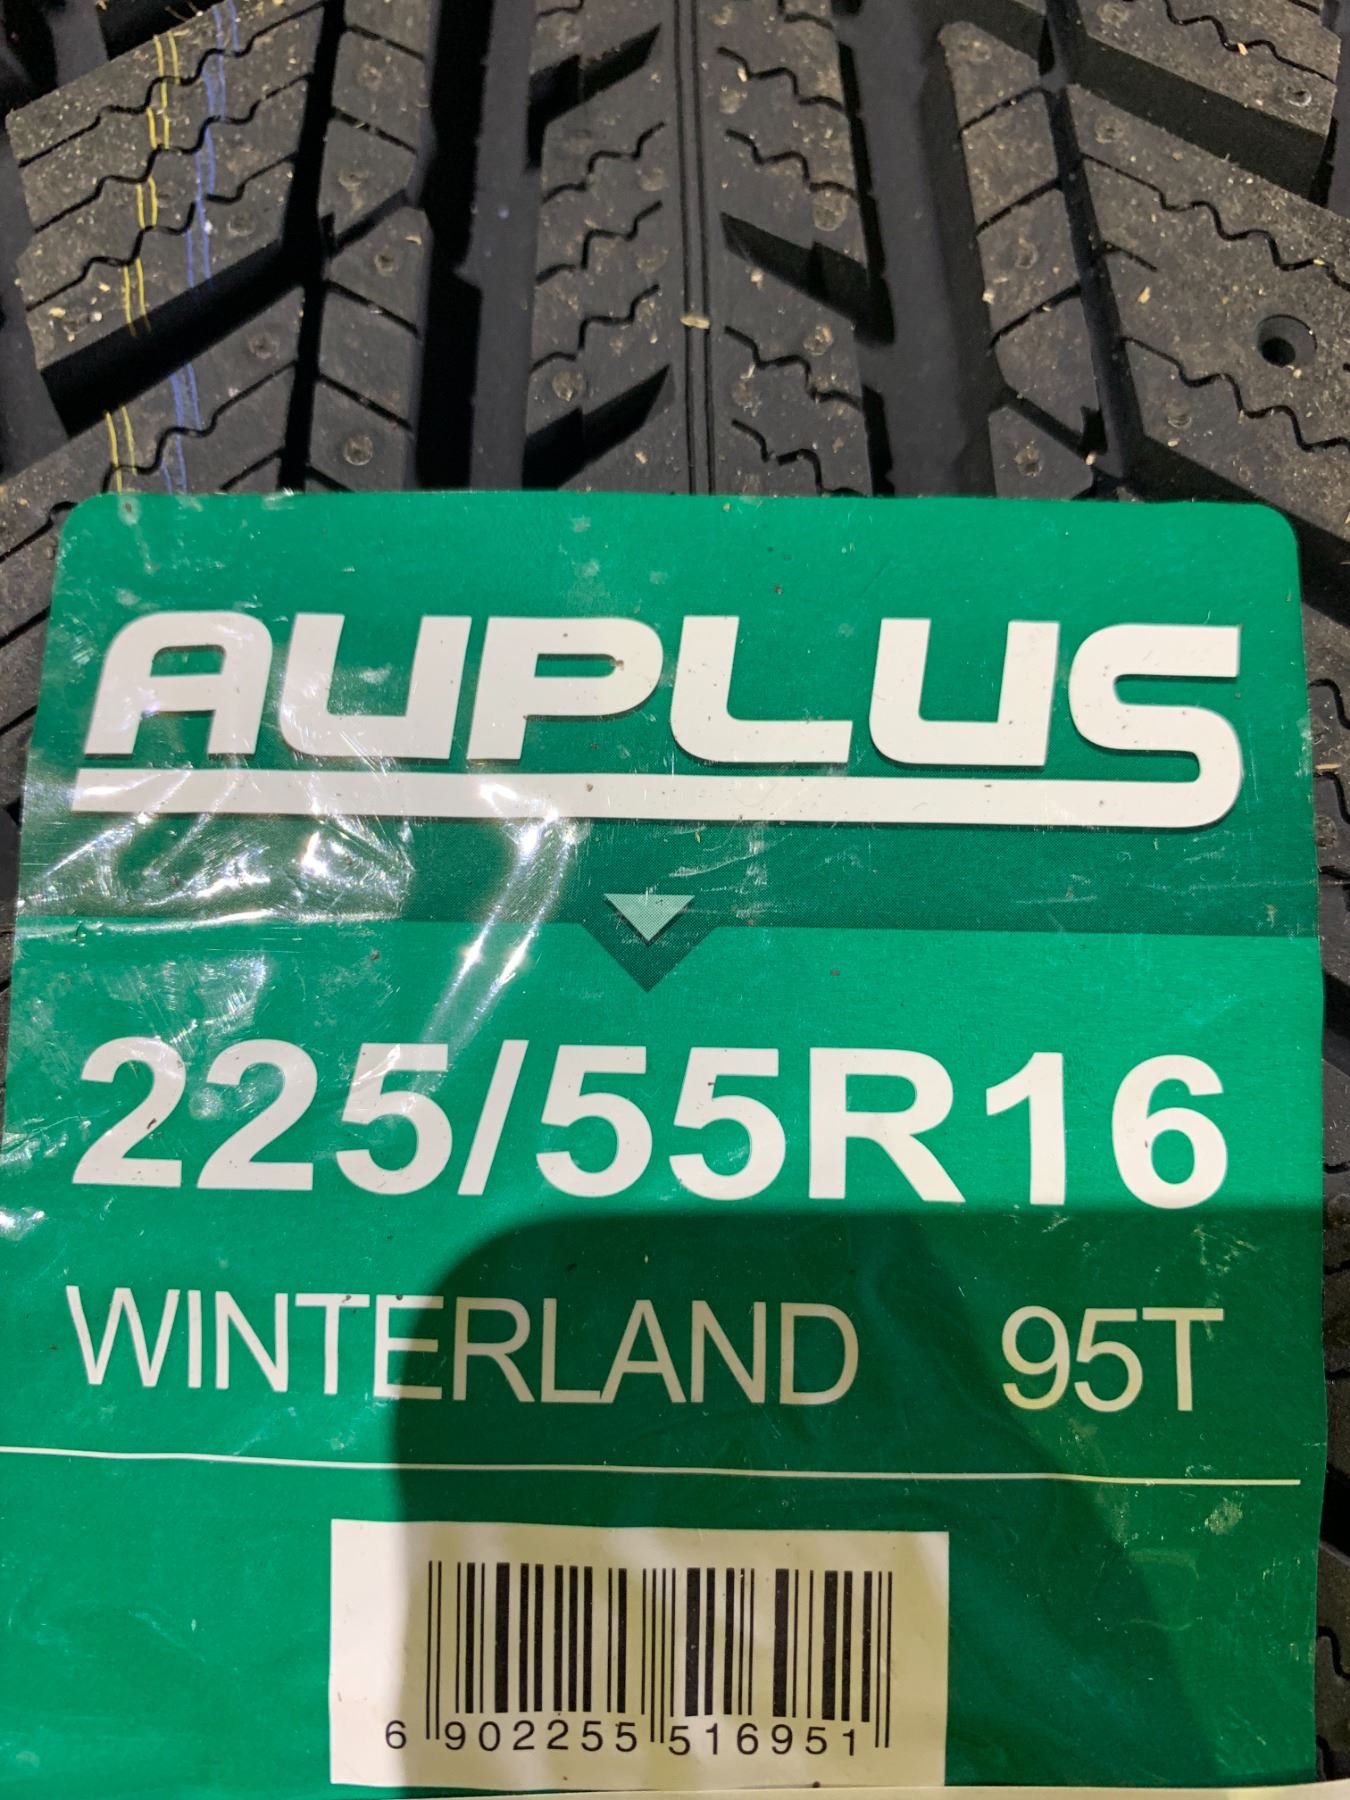 AUPLUS
225/55R16
WINTERLAND 95T
6 902255 516951